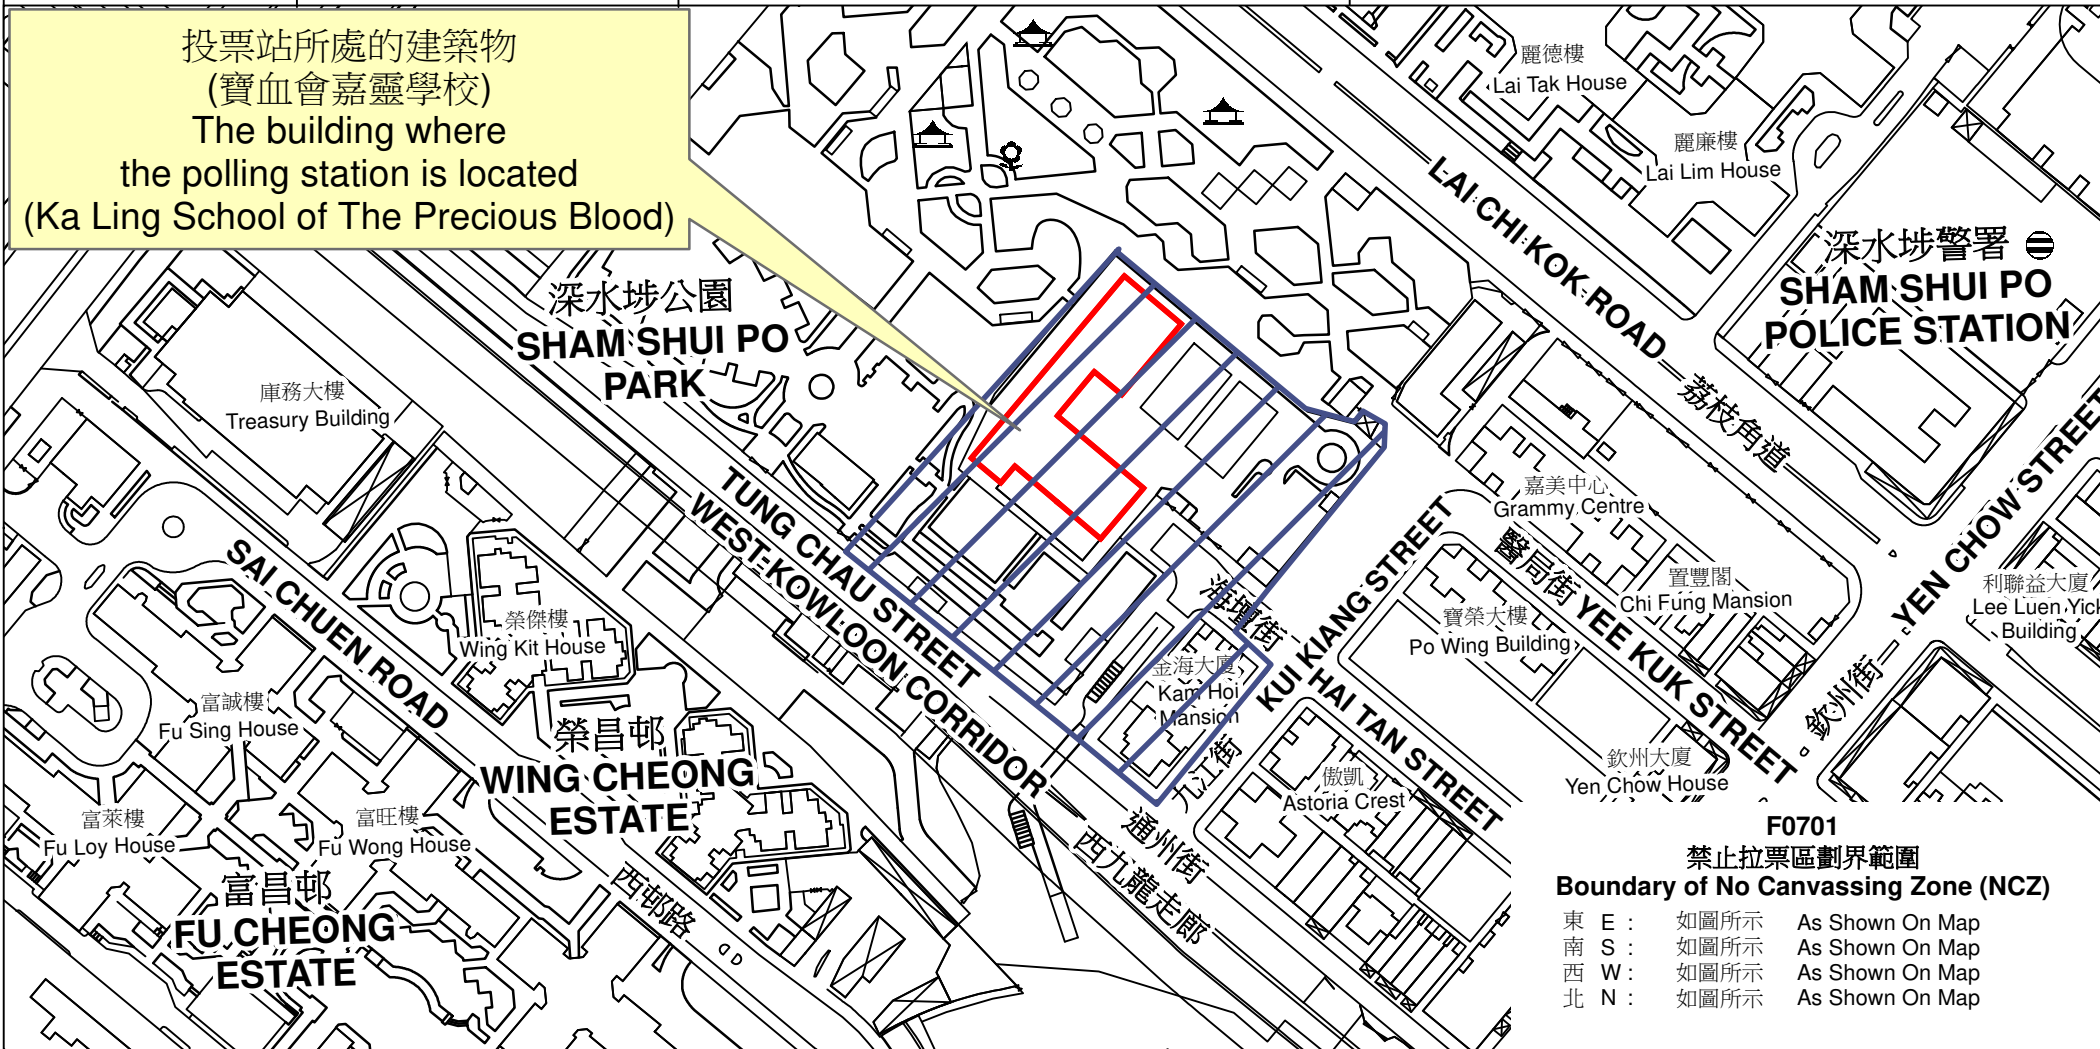 投票站所處的建築物
(寶血會嘉靈學校)
The building where
the polling station is located
(Ka Ling School of The Precious Blood)
麗德樓
Lai Tak House
麗廉樓
Lai Lim House
LAI CHI KOK ROAD
荔枝角道
深水埗警署
SHAM SHUI PO
POLICE STATION
深水埗公園
SHAM SHUI PO
PARK
庫務大樓
Treasury Building
TUNG CHAU STREET
WEST KOWLOON CORRIDOR
SAI CHUEN ROAD
榮傑樓
Wing Kit House
富誠樓
Fu Sing House
榮昌邨
WING CHEONG
ESTATE
富萊樓
Fu Loy House
富旺樓
Fu Wong House
富昌邨
FU CHEONG
ESTATE
西邨路
海壇街
HAI TAN STREET
KUI KIANG STREET
九江街
金海大廈
Kam Hoi
Mansion
通州街
西九龍走廊
傲凱
Astoria Crest
嘉美中心
Grammy Centre
醫局街 YEE KUK STREET
置豐閣
Chi Fung Mansion
寶榮大樓
Po Wing Building
欽州大廈
Yen Chow House
欽州街
YEN CHOW STREET
利聯益大廈
Lee Luen Yick
Building
F0701
禁止拉票區劃界範圍
Boundary of No Canvassing Zone (NCZ)
東 E : 如圖所示 As Shown On Map
南 S : 如圖所示 As Shown On Map
西 W : 如圖所示 As Shown On Map
北 N : 如圖所示 As Shown On Map